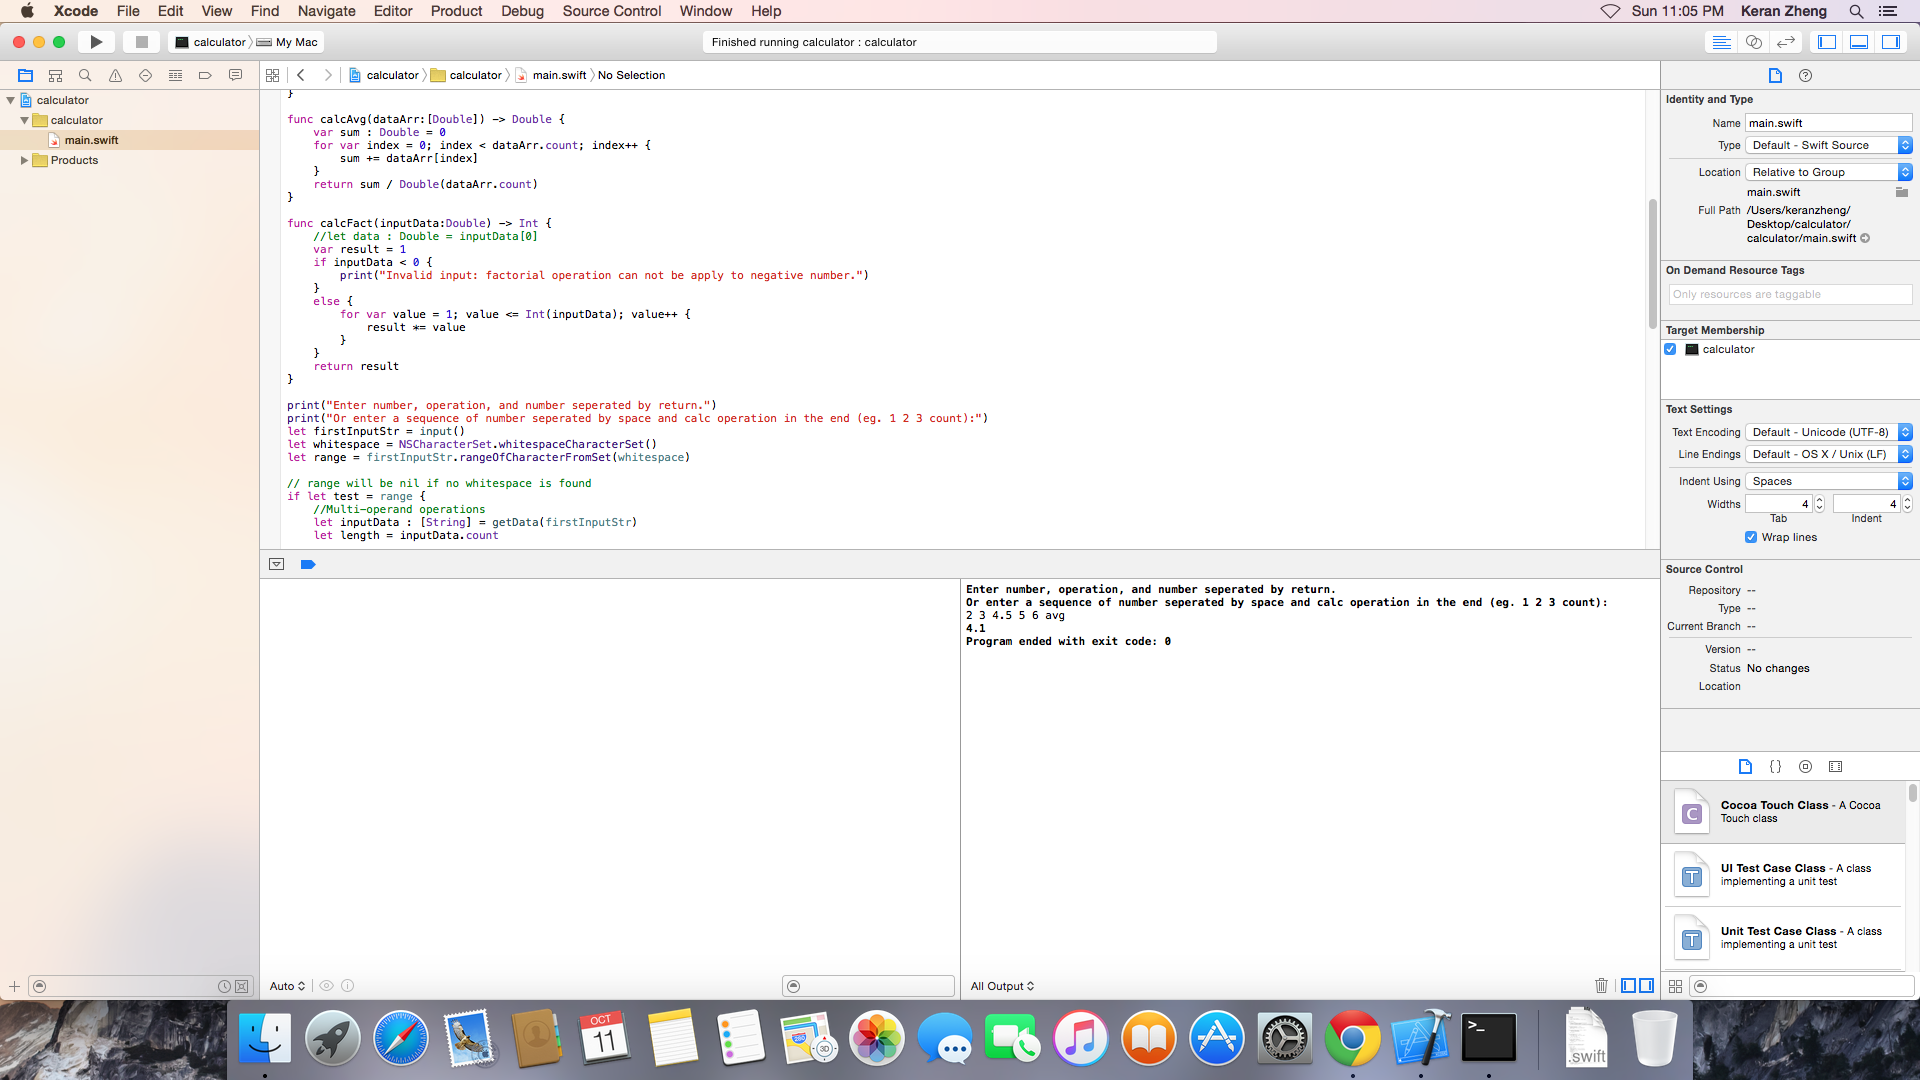 Xcode File Edit View Find Navigate Editor Product Debug Source Control Window Help Sun 11:05 PM Keran Zheng
calculator My Mac Finished running calculator : calculator
calculator calculator main.swift No Selection
calculator
calculator
main.swift
Products
}
func calcAvg(dataArr:[Double]) -> Double {
var sum : Double = 0
for var index = 0; index < dataArr.count; index++ {
sum += dataArr[index]
}
return sum / Double(dataArr.count)
}
func calcFact(inputData:Double) -> Int {
//let data : Double = inputData[0]
var result = 1
if inputData < 0 {
print("Invalid input: factorial operation can not be apply to negative number.")
}
else {
for var value = 1; value <= Int(inputData); value++ {
result *= value
}
}
return result
}
print("Enter number, operation, and number seperated by return.")
print("Or enter a sequence of number seperated by space and calc operation in the end (eg. 1 2 3 count):")
let firstInputStr = input()
let whitespace = NSCharacterSet.whitespaceCharacterSet()
let range = firstInputStr.rangeOfCharacterFromSet(whitespace)
// range will be nil if no whitespace is found
if let test = range {
//Multi-operand operations
let inputData : [String] = getData(firstInputStr)
let length = inputData.count
Enter number, operation, and number seperated by return.
Or enter a sequence of number seperated by space and calc operation in the end (eg. 1 2 3 count):
2 3 4.5 5 6 avg
4.1
Program ended with exit code: 0
Auto
All Output
Identity and Type
Name main.swift
Type Default - Swift Source
Location Relative to Group
main.swift
Full Path /Users/keranzheng/
Desktop/calculator/
calculator/main.swift
On Demand Resource Tags
Only resources are taggable
Target Membership
calculator
Text Settings
Text Encoding Default - Unicode (UTF-8)
Line Endings Default - OS X / Unix (LF)
Indent Using Spaces
Widths 4 4
Tab Indent
Wrap lines
Source Control
Repository --
Type --
Current Branch --
Version --
Status No changes
Location
{}
C
Cocoa Touch Class - A Cocoa
Touch class
T
UI Test Case Class - A class
implementing a unit test
T
Unit Test Case Class - A class
implementing a unit test
OCT
11
280
3D
>_
.swift